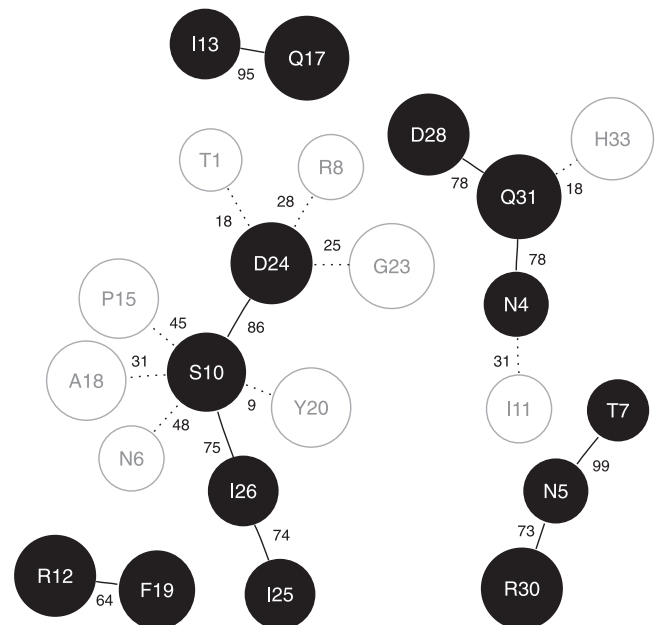 I13
Q17
95
D28
H33
T1
R8
78
18
Q31
28
18
25
D24
G23
78
P15
N4
45
86
31
S10
31
A18
9
Y20
I11
T7
48
N6
75
99
I26
N5
74
73
R12
F19
I25
R30
64